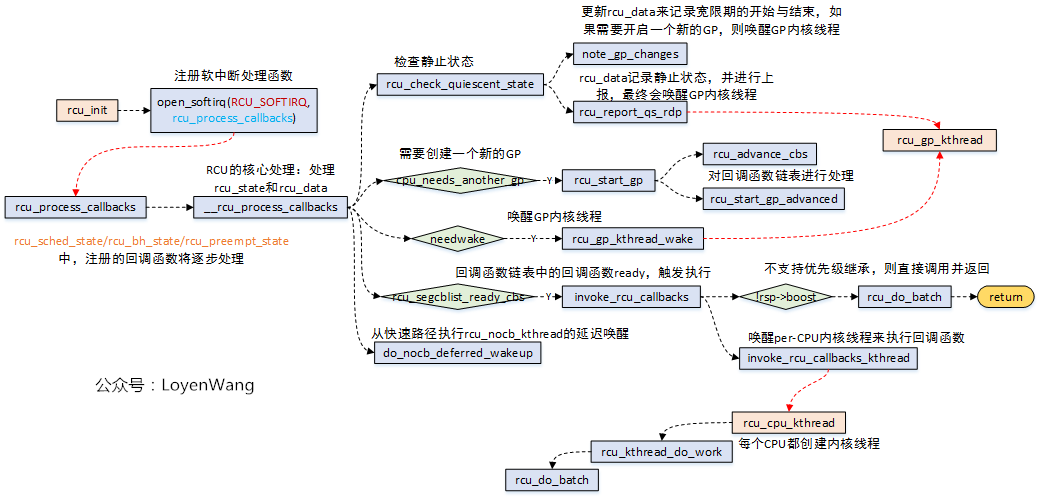 更新rcu_data来记录宽限期的开始与结束，如
果需要开启一个新的GP，则唤醒GP内核线程
检查静止状态
note_gp_changes
注册软中断处理函数
rcu_check_quiescent_state
rcu_data记录静止状态，并进行上
报，最终会唤醒GP内核线程
rcu_init
open_softirq(RCU_SOFTIRQ,
rcu_process_callbacks)
rcu_report_qs_rdp
rcu_gp_kthread
RCU的核心处理：处理
rcu_state和rcu_data
需要创建一个新的GP
rcu_advance_cbs
cpu_needs_another_gp
Y
rcu_start_gp
对回调函数链表进行处理
rcu_start_gp_advanced
rcu_process_callbacks
__rcu_process_callbacks
唤醒GP内核线程
needwake
Y
rcu_gp_kthread_wake
rcu_sched_state/rcu_bh_state/rcu_preempt_state
中，注册的回调函数将逐步处理
回调函数链表中的回调函数ready，触发执行
不支持优先级继承，则直接调用并返回
rcu_segcblist_ready_cbs
Y
invoke_rcu_callbacks
!rsp->boost
rcu_do_batch
return
从快速路径执行rcu_nocb_kthread的延迟唤醒
do_nocb_deferred_wakeup
唤醒per-CPU内核线程来执行回调函数
invoke_rcu_callbacks_kthread
公众号：LoyenWang
rcu_cpu_kthread
每个CPU都创建内核线程
rcu_kthread_do_work
rcu_do_batch